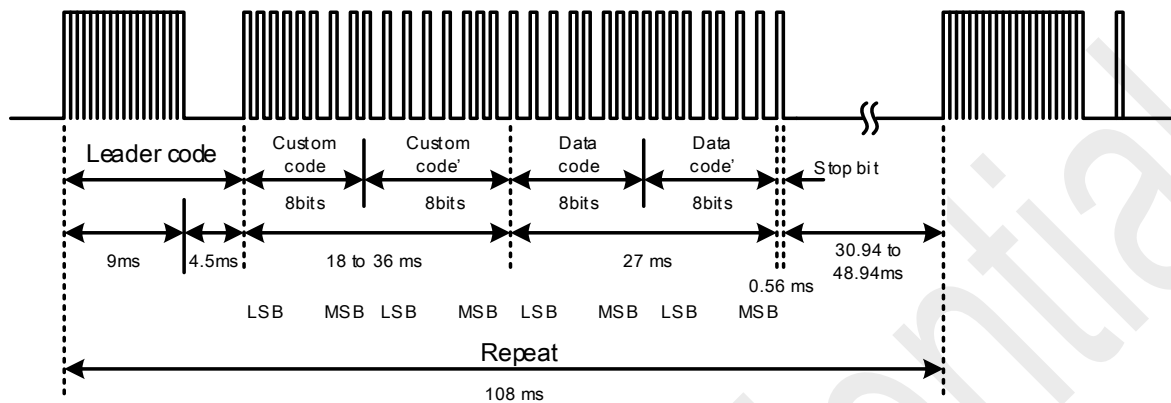 Leader code
Custom
code
Custom
code'
Data
code
Data
code'
Stop bit
8bits
8bits
8bits
8bits
9ms
4.5ms
18 to 36 ms
27 ms
0.56 ms
30.94 to
48.94ms
LSB MSB LSB MSB LSB MSB LSB MSB
Repeat
108 ms